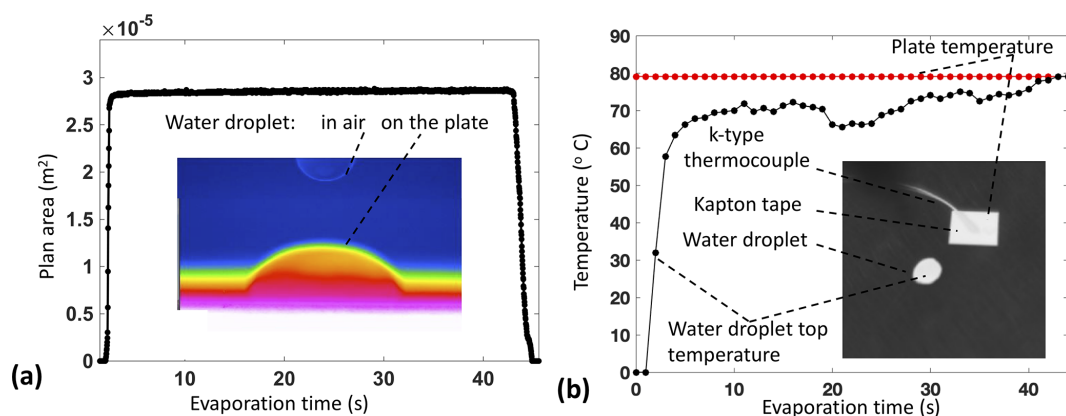 ×10⁻⁵
3
2.5
2
1.5
1
0.5
0
Plan area (m²)
Water droplet: in air on the plate
10 20 30 40
Evaporation time (s)
(a)
90
80
70
60
50
40
30
20
10
0
Temperature (° C)
Plate temperature
k-type
thermocouple
Kapton tape
Water droplet
Water droplet top
temperature
0 10 20 30 40
Evaporation time (s)
(b)